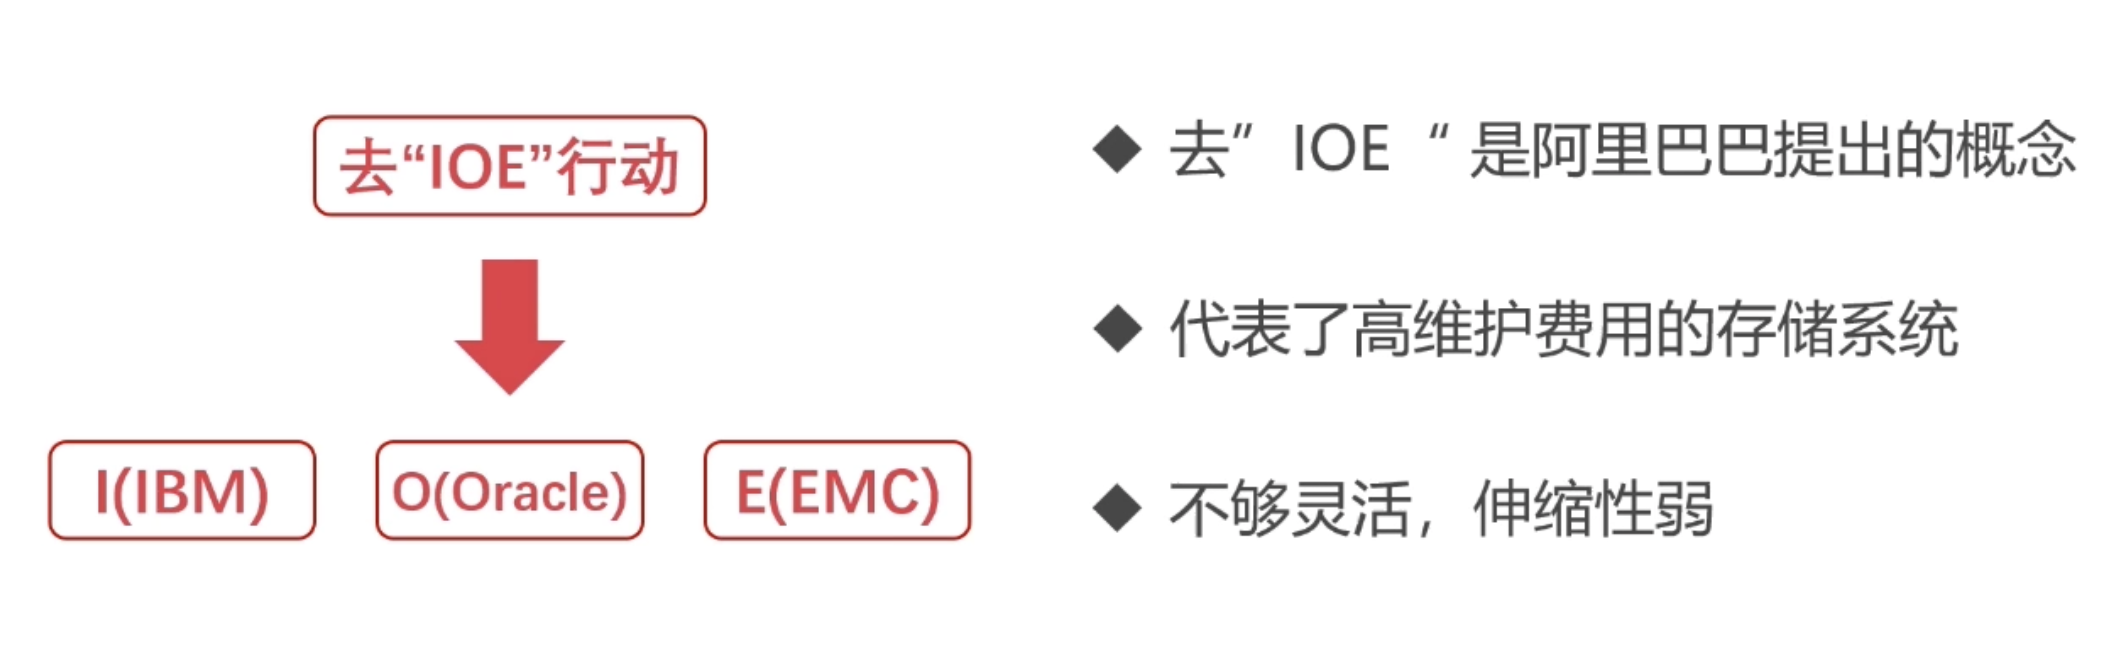 去“IOE”行动
I(IBM)
O(Oracle)
E(EMC)
◆ 去” IOE “ 是阿里巴巴提出的概念
◆ 代表了高维护费用的存储系统
◆ 不够灵活，伸缩性弱